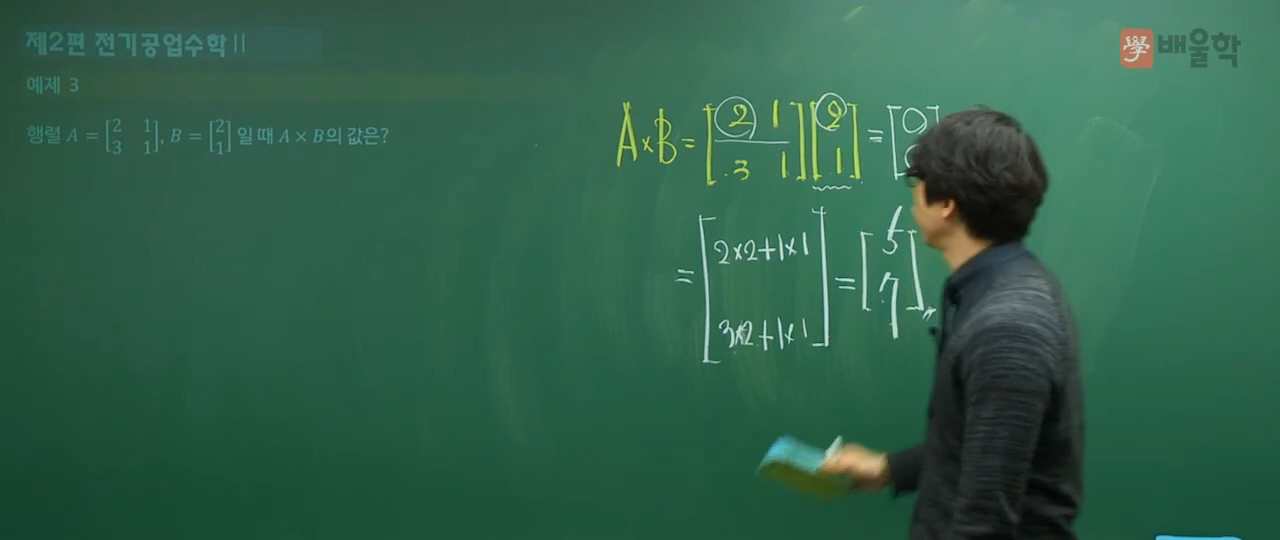 제2편 전기공업수학 II
예제 3
행렬 A = [2 1; 3 1], B = [2; 1] 일 때 A × B의 값은?
學 배울학
A×B = [2 1; 3 1] [2; 1] =
= [2×2+1×1; 3×2+1×1] = [5; 7]